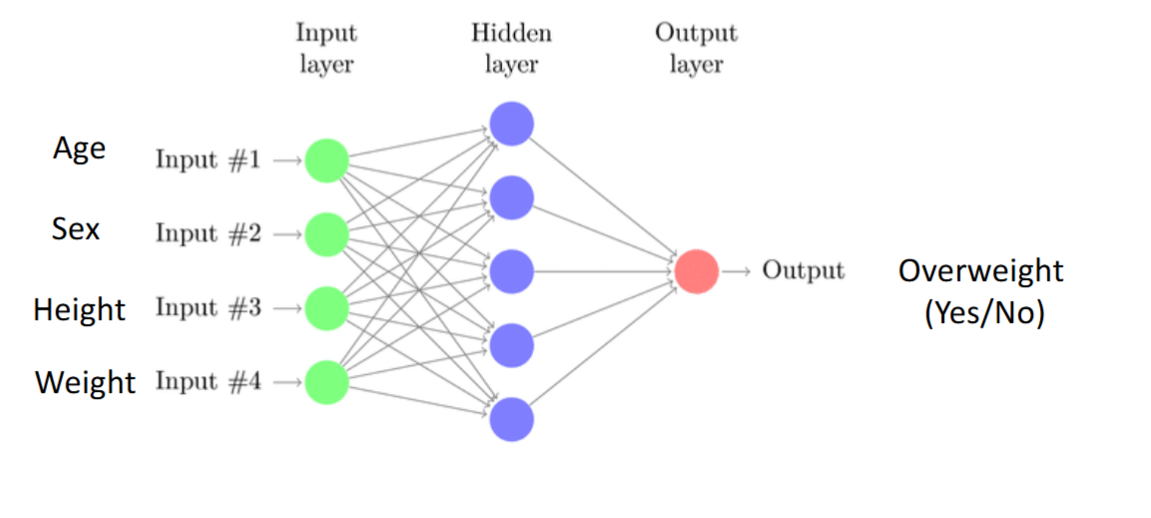 Input
layer
Hidden
layer
Output
layer
Age
Input #1
Sex
Input #2
Height
Input #3
Weight
Input #4
Output
Overweight
(Yes/No)